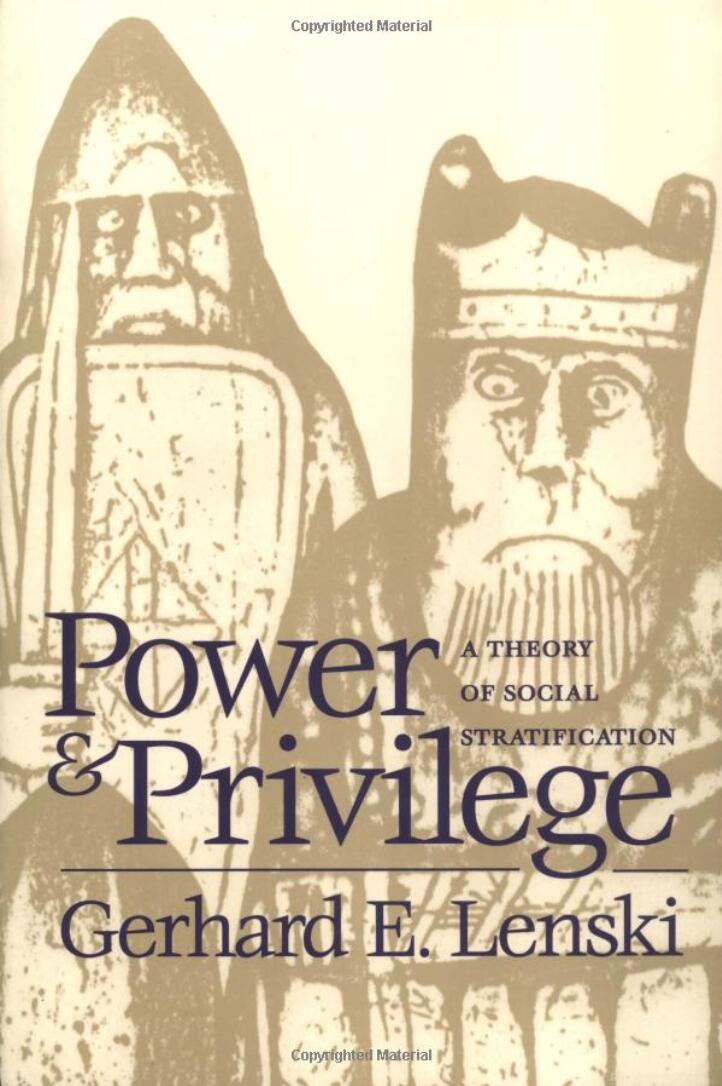 Copyrighted Material
Power
A THEORY
OF SOCIAL
STRATIFICATION
& Privilege
Gerhard E. Lenski
Copyrighted Material